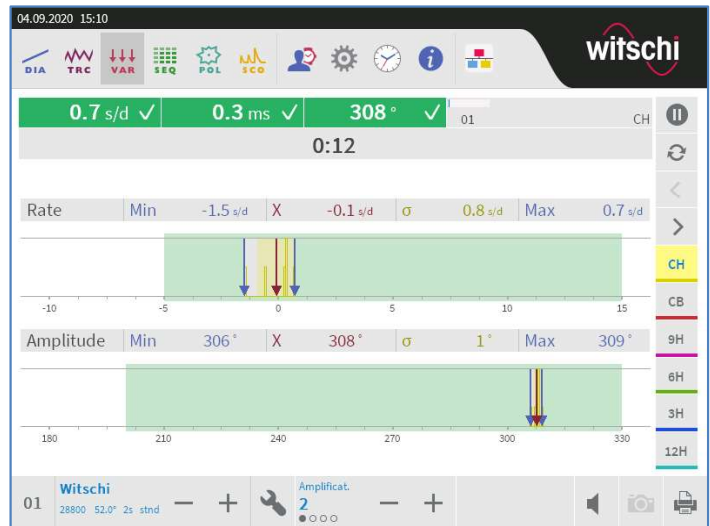 04.09.2020 15:10
witschi
DIA TRC VAR SEQ POL SCO
0.7 s/d ✓ 0.3 ms ✓ 308 ° ✓ 01 CH
0:12
Rate Min -1.5 s/d X -0.1 s/d σ 0.8 s/d Max 0.7 s/d
-10 -5 0 5 10 15
Amplitude Min 306° X 308° σ 1° Max 309°
180 210 240 270 300 330
CH
CB
9H
6H
3H
12H
01 Witschi
28800 52.0° 2s stnd
− +
Amplificat.
2
− +